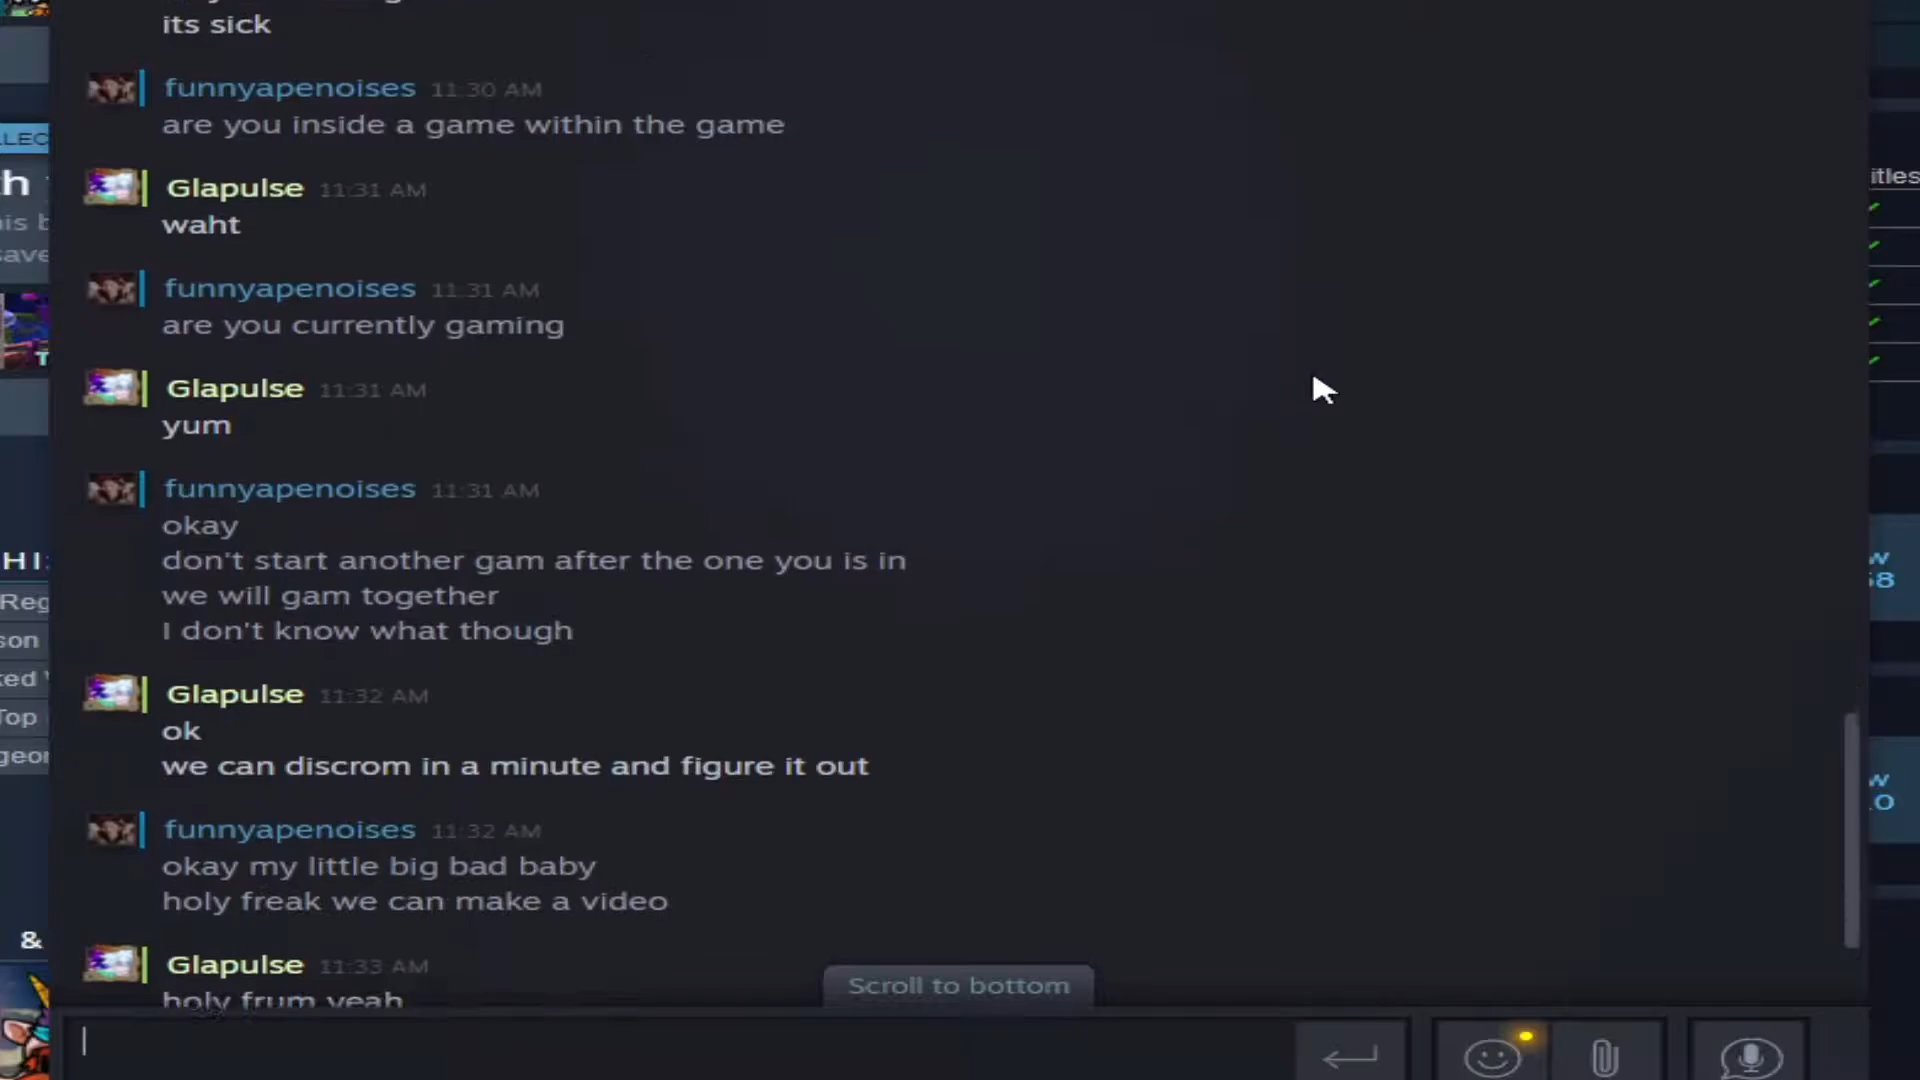 its sick
funnyapenoises 11:30 AM
are you inside a game within the game
Glapulse 11:31 AM
waht
funnyapenoises 11:31 AM
are you currently gaming
Glapulse 11:31 AM
yum
funnyapenoises 11:31 AM
okay
don't start another gam after the one you is in
we will gam together
I don't know what though
Glapulse 11:32 AM
ok
we can discrom in a minute and figure it out
funnyapenoises 11:32 AM
okay my little big bad baby
holy freak we can make a video
Glapulse 11:33 AM
holy frum yeah
Scroll to bottom
&